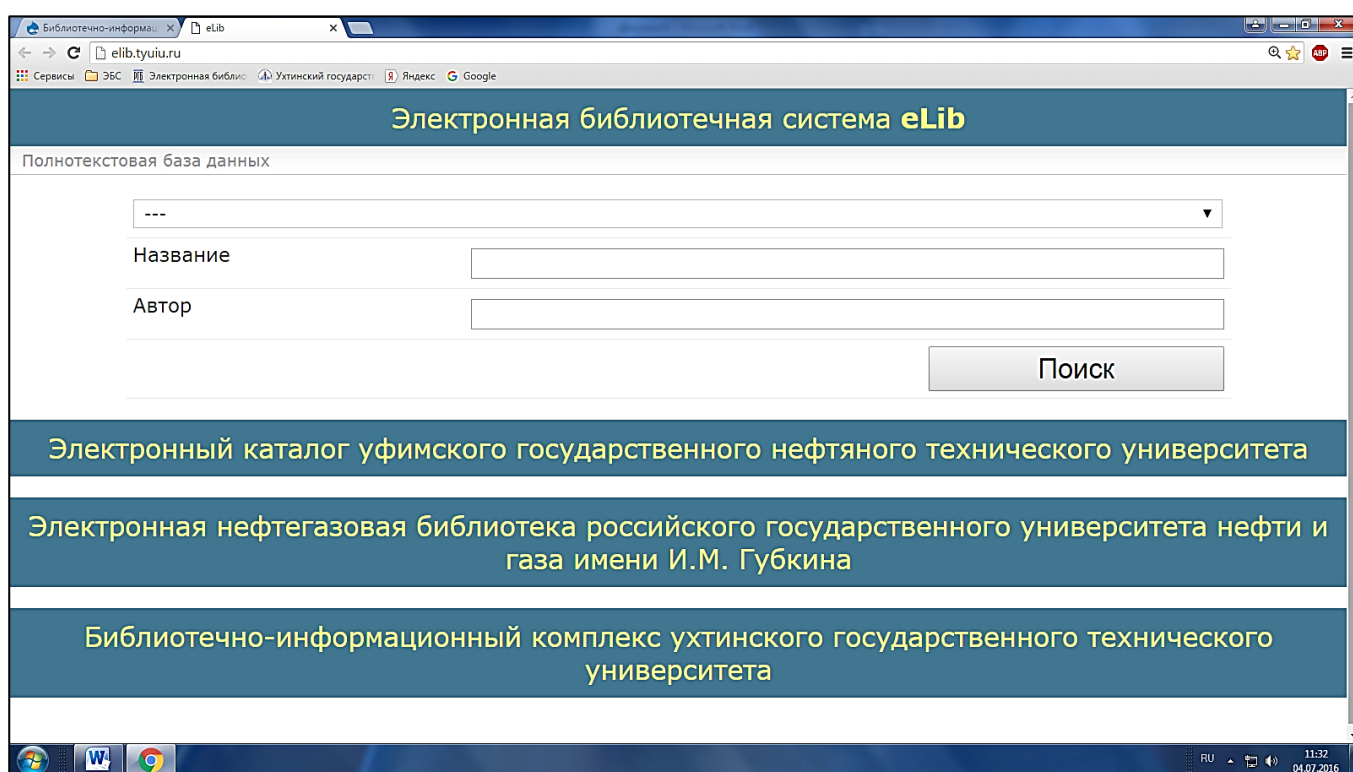 Библиотечно-информац
eLib
elib.tyuiu.ru
ABP
Сервисы ЭБС Электронная библио Ухтинский государст Я Яндекс G Google
Электронная библиотечная система eLib
Полнотекстовая база данных
---
Название
Автор
Поиск
Электронный каталог уфимского государственного нефтяного технического университета
Электронная нефтегазовая библиотека российского государственного университета нефти и
газа имени И.М. Губкина
Библиотечно-информационный комплекс ухтинского государственного технического
университета
W
RU
11:32
04.07.2016